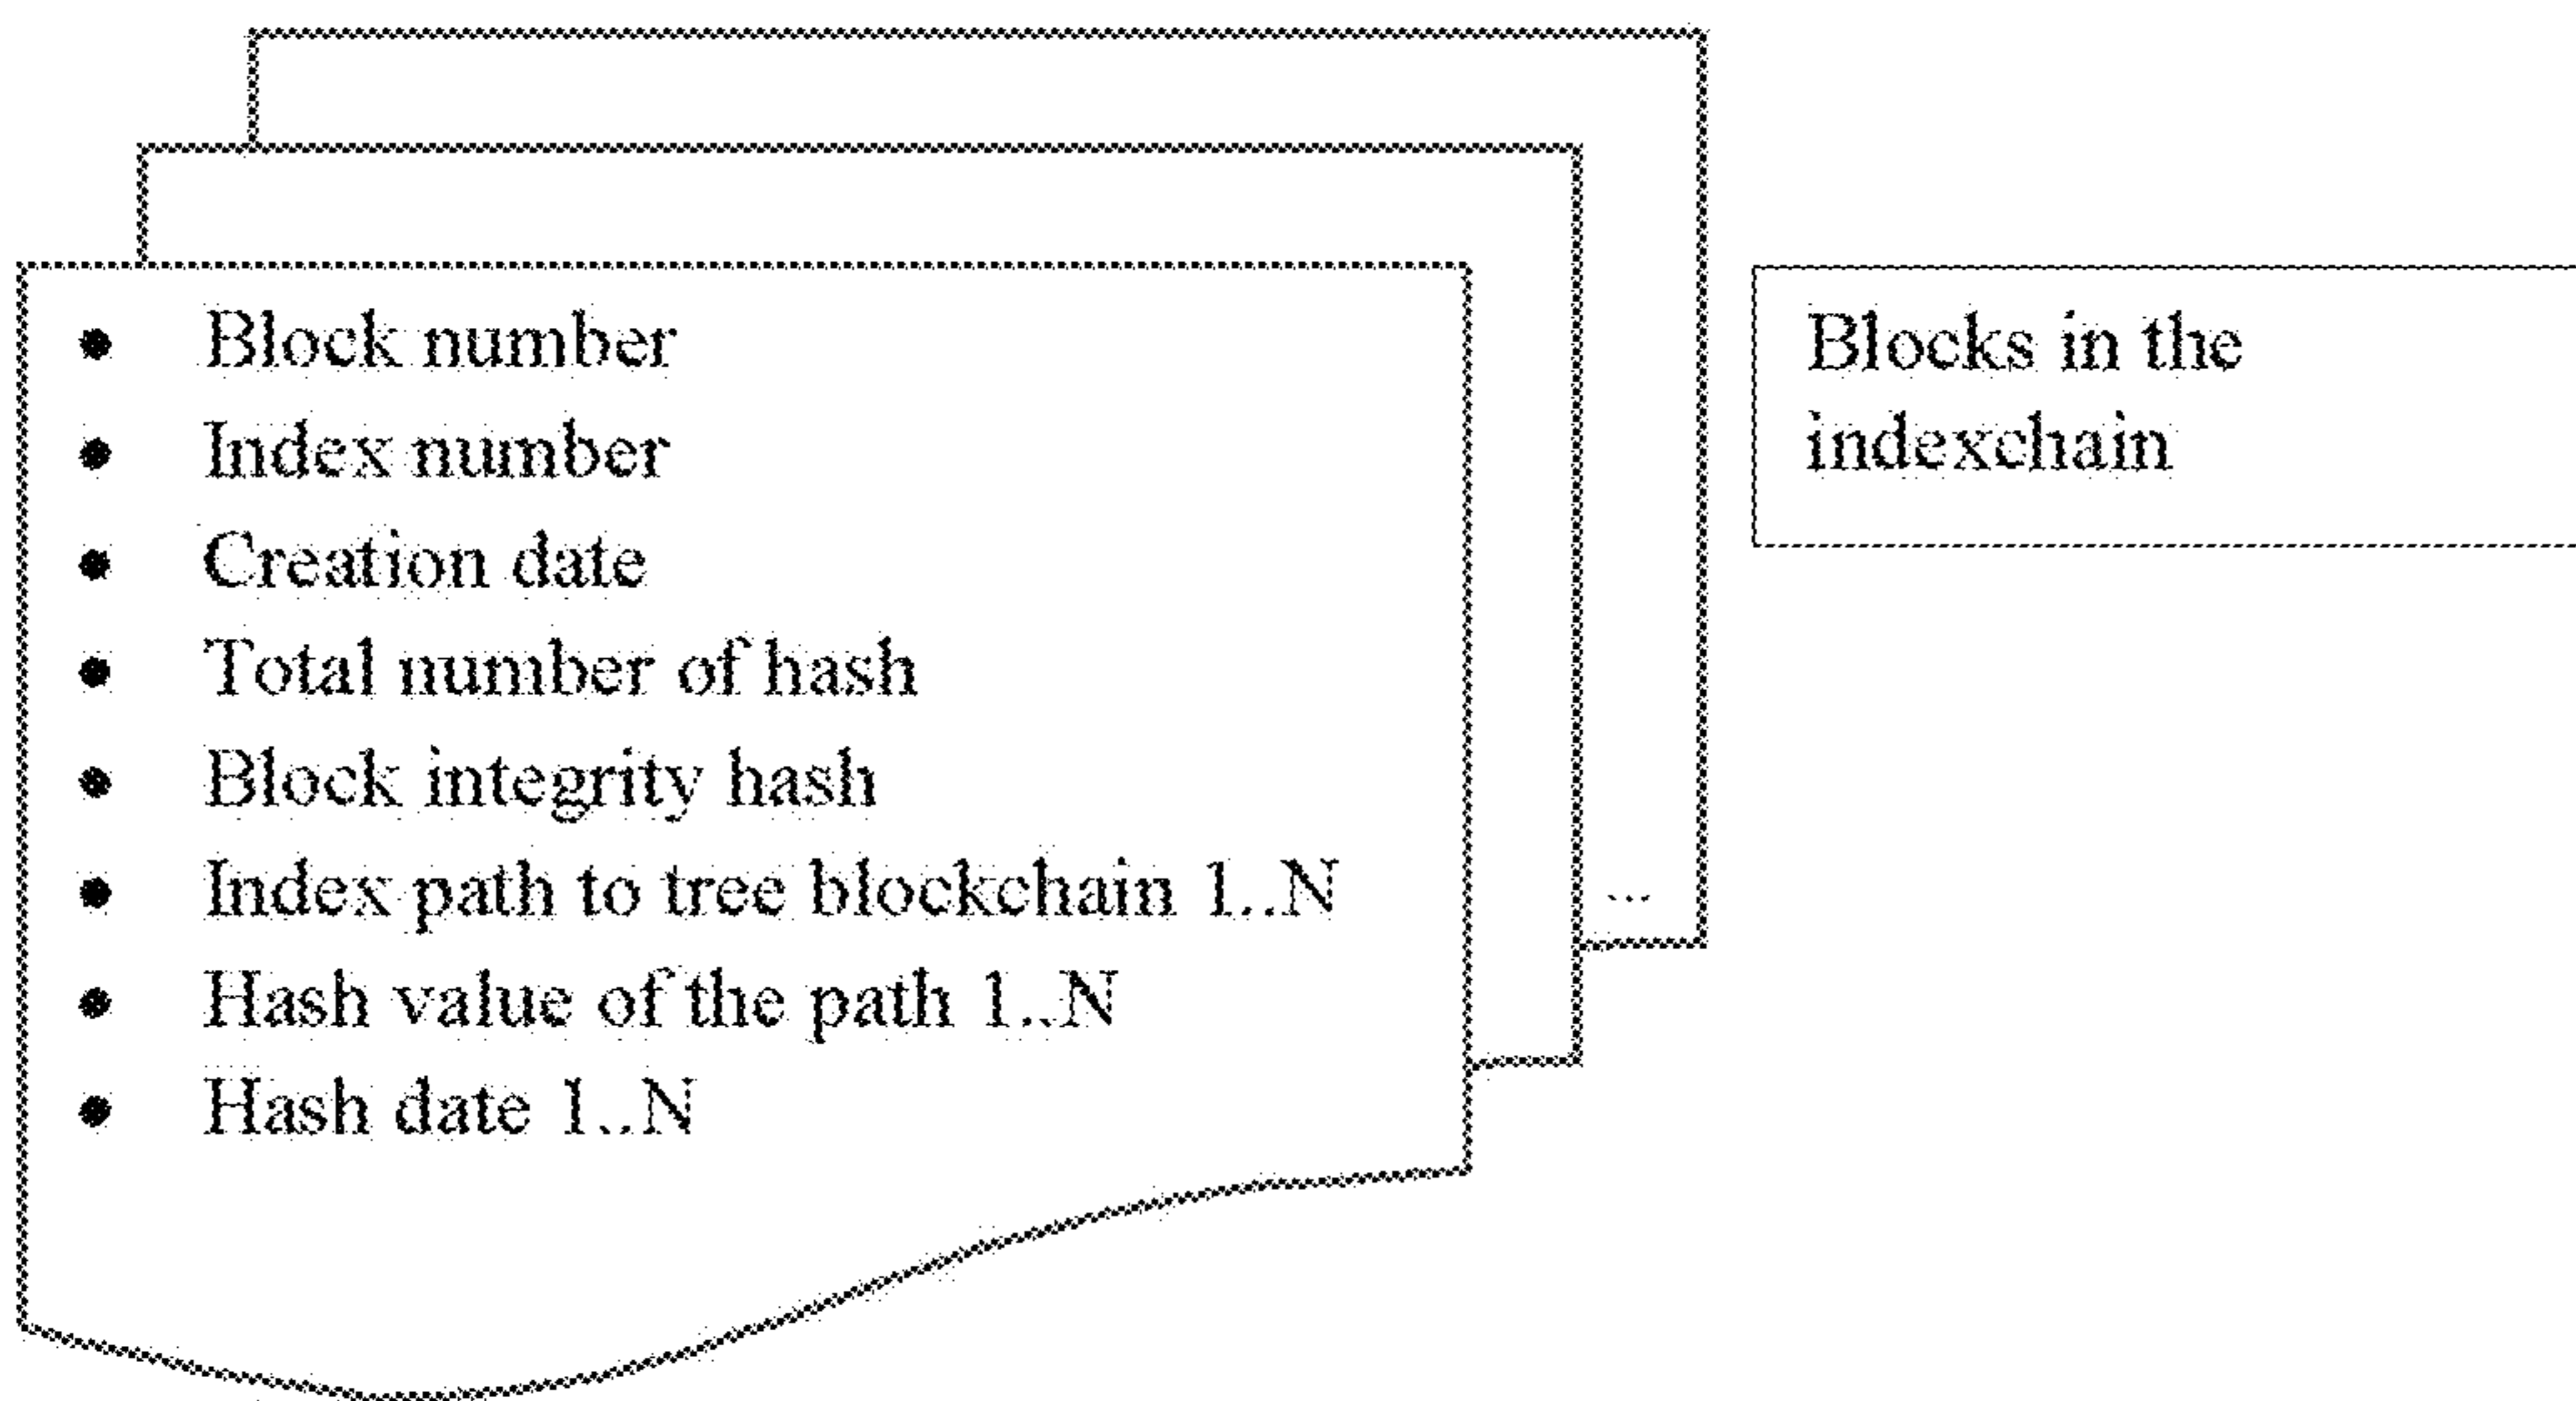 • Block number
• Index number
• Creation date
• Total number of hash
• Block integrity hash
• Index path to tree blockchain 1..N
• Hash value of the path 1..N
• Hash date 1..N
...
Blocks in the
indexchain